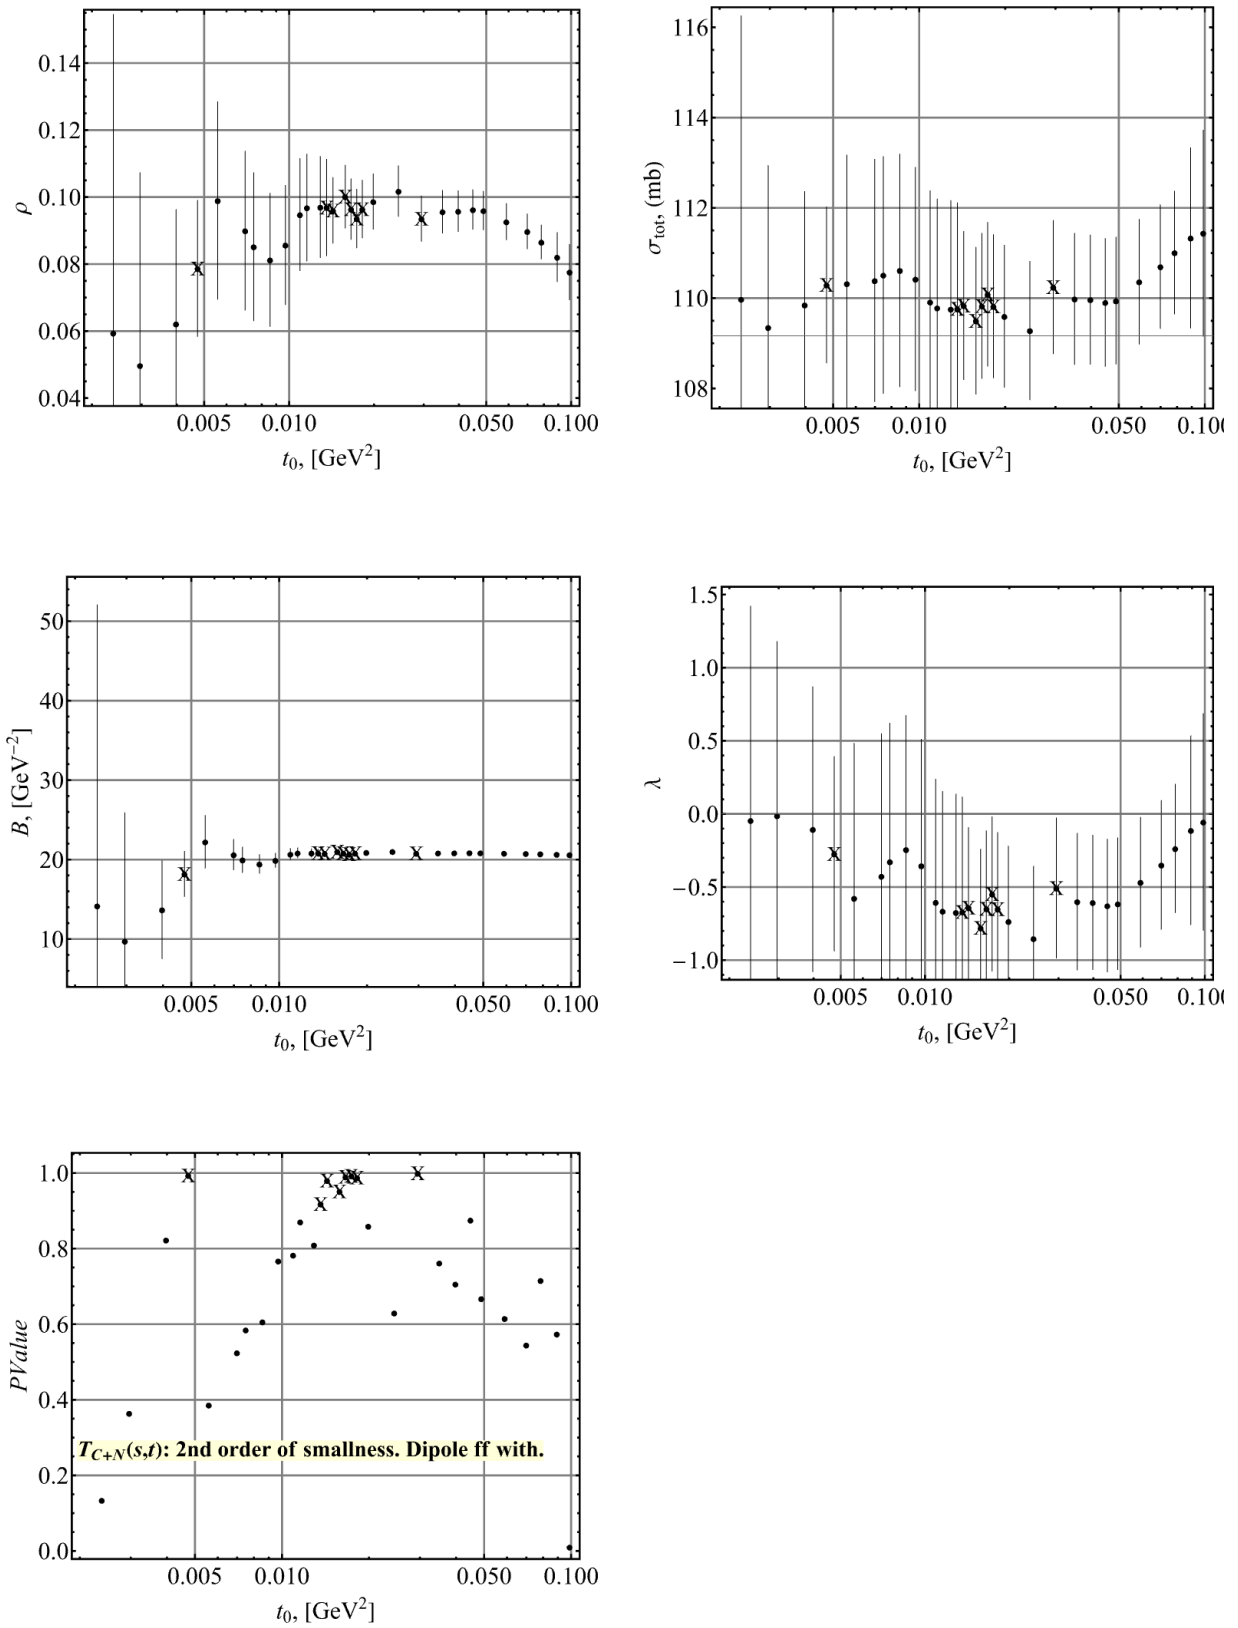 0.14
0.12
0.10
0.08
0.06
0.04
ρ
0.005 0.010 0.050 0.100
t₀, [GeV²]
116
114
112
110
108
σ_tot, (mb)
0.005 0.010 0.050 0.10
t₀, [GeV²]
50
40
30
20
10
B, [GeV⁻²]
0.005 0.010 0.050 0.100
t₀, [GeV²]
1.5
1.0
0.5
0.0
−0.5
−1.0
λ
0.005 0.010 0.050 0.10
t₀, [GeV²]
1.0
0.8
0.6
0.4
0.2
0.0
PValue
T_{C+N}(s,t): 2nd order of smallness. Dipole ff with.
0.005 0.010 0.050 0.100
t₀, [GeV²]